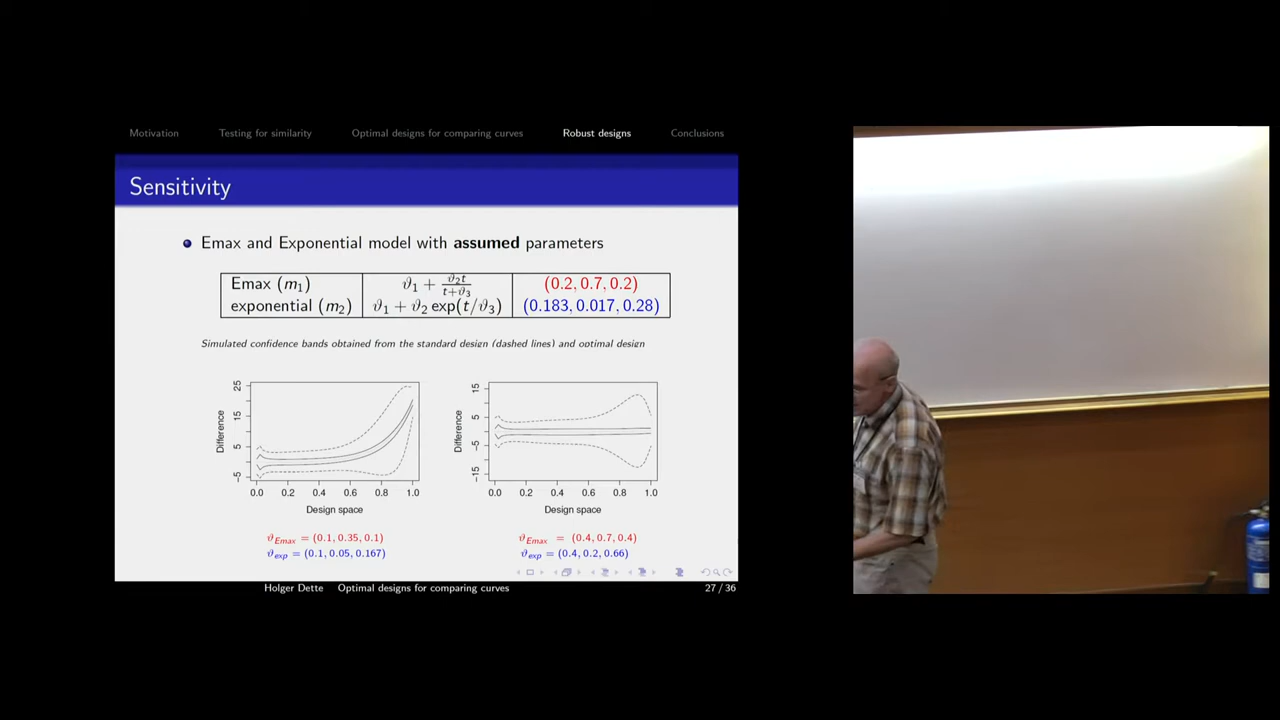 Motivation Testing for similarity Optimal designs for comparing curves Robust designs Conclusions
Sensitivity
Emax and Exponential model with assumed parameters
Emax (m₁) ϑ₁ + ϑ₂t/(t+ϑ₃) (0.2, 0.7, 0.2)
exponential (m₂) ϑ₁ + ϑ₂ exp(t/ϑ₃) (0.183, 0.017, 0.28)
Simulated confidence bands obtained from the standard design (dashed lines) and optimal design
Difference
25
15
5
−5
0.0 0.2 0.4 0.6 0.8 1.0
Design space
ϑEmax = (0.1, 0.35, 0.1)
ϑexp = (0.1, 0.05, 0.167)
Difference
15
5
−5
−15
0.0 0.2 0.4 0.6 0.8 1.0
Design space
ϑEmax = (0.4, 0.7, 0.4)
ϑexp = (0.4, 0.2, 0.66)
Holger Dette Optimal designs for comparing curves 27 / 36